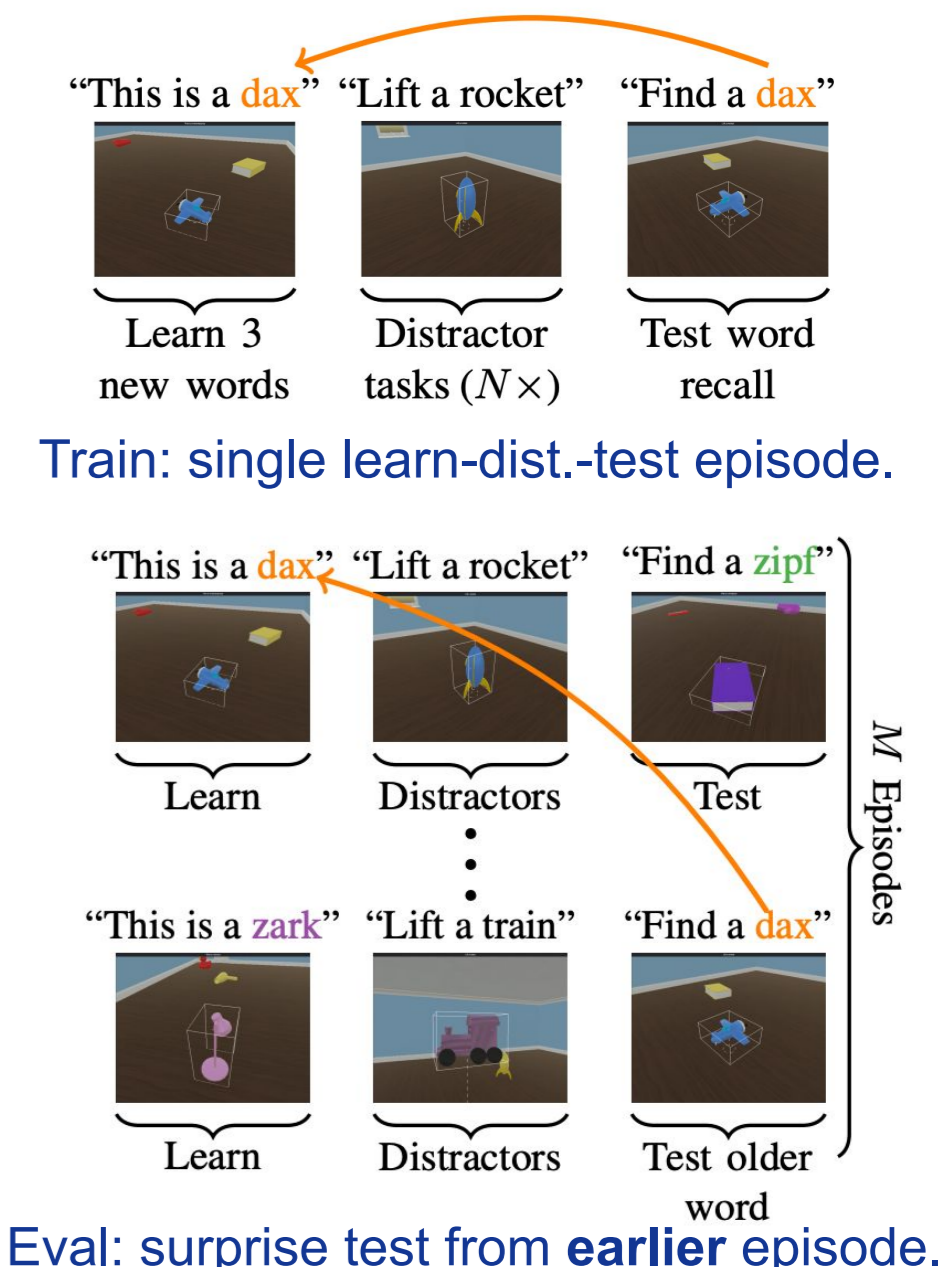 “This is a dax” “Lift a rocket” “Find a dax”
Learn 3 new words
Distractor tasks (N ×)
Test word recall
Train: single learn-dist.-test episode.
“This is a dax” “Lift a rocket” “Find a zipf”
Learn Distractors Test
“This is a zark” “Lift a train” “Find a dax”
Learn Distractors Test older word
M Episodes
Eval: surprise test from earlier episode.